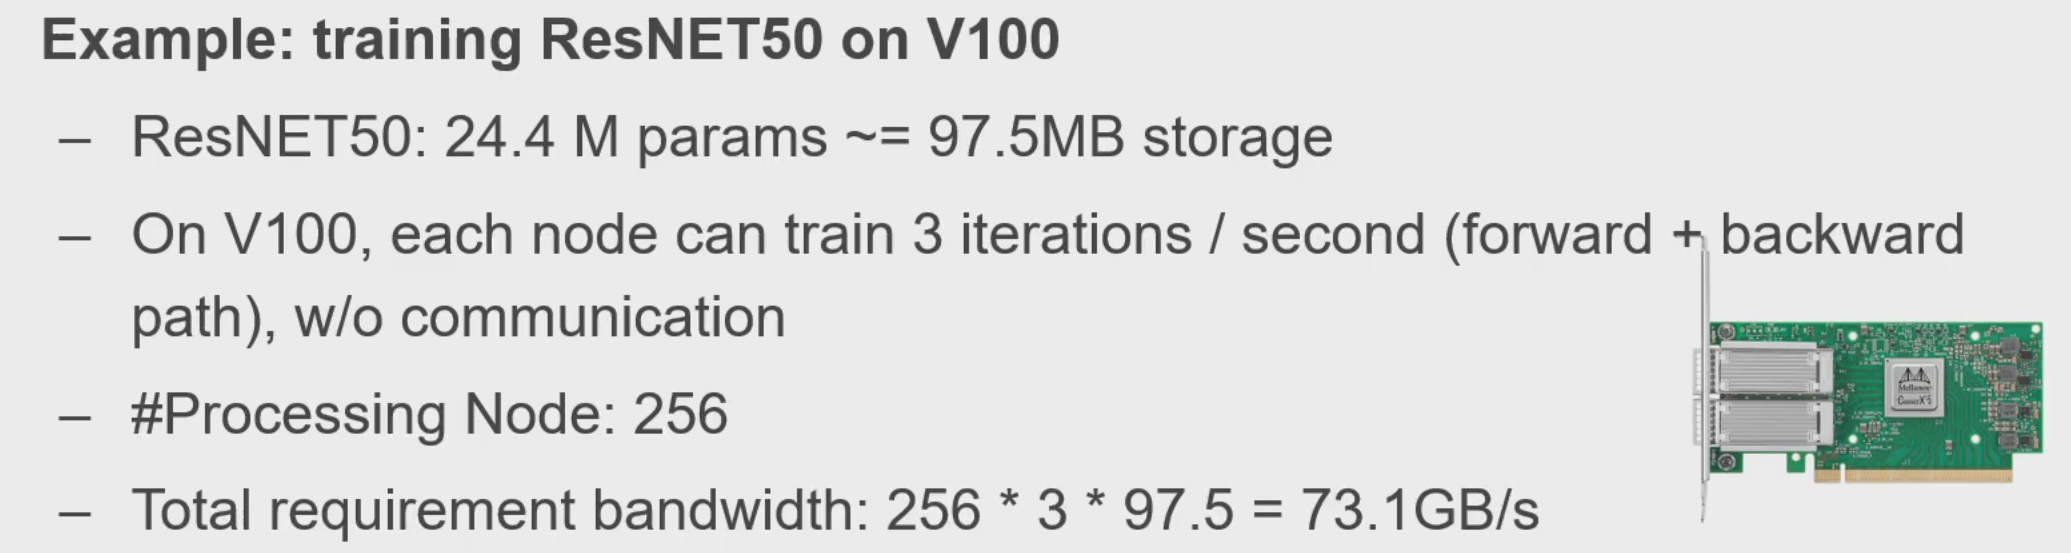 Example: training ResNET50 on V100
– ResNET50: 24.4 M params ~= 97.5MB storage
– On V100, each node can train 3 iterations / second (forward + backward
path), w/o communication
– #Processing Node: 256
– Total requirement bandwidth: 256 * 3 * 97.5 = 73.1GB/s
Mellanox
ConnectX-5